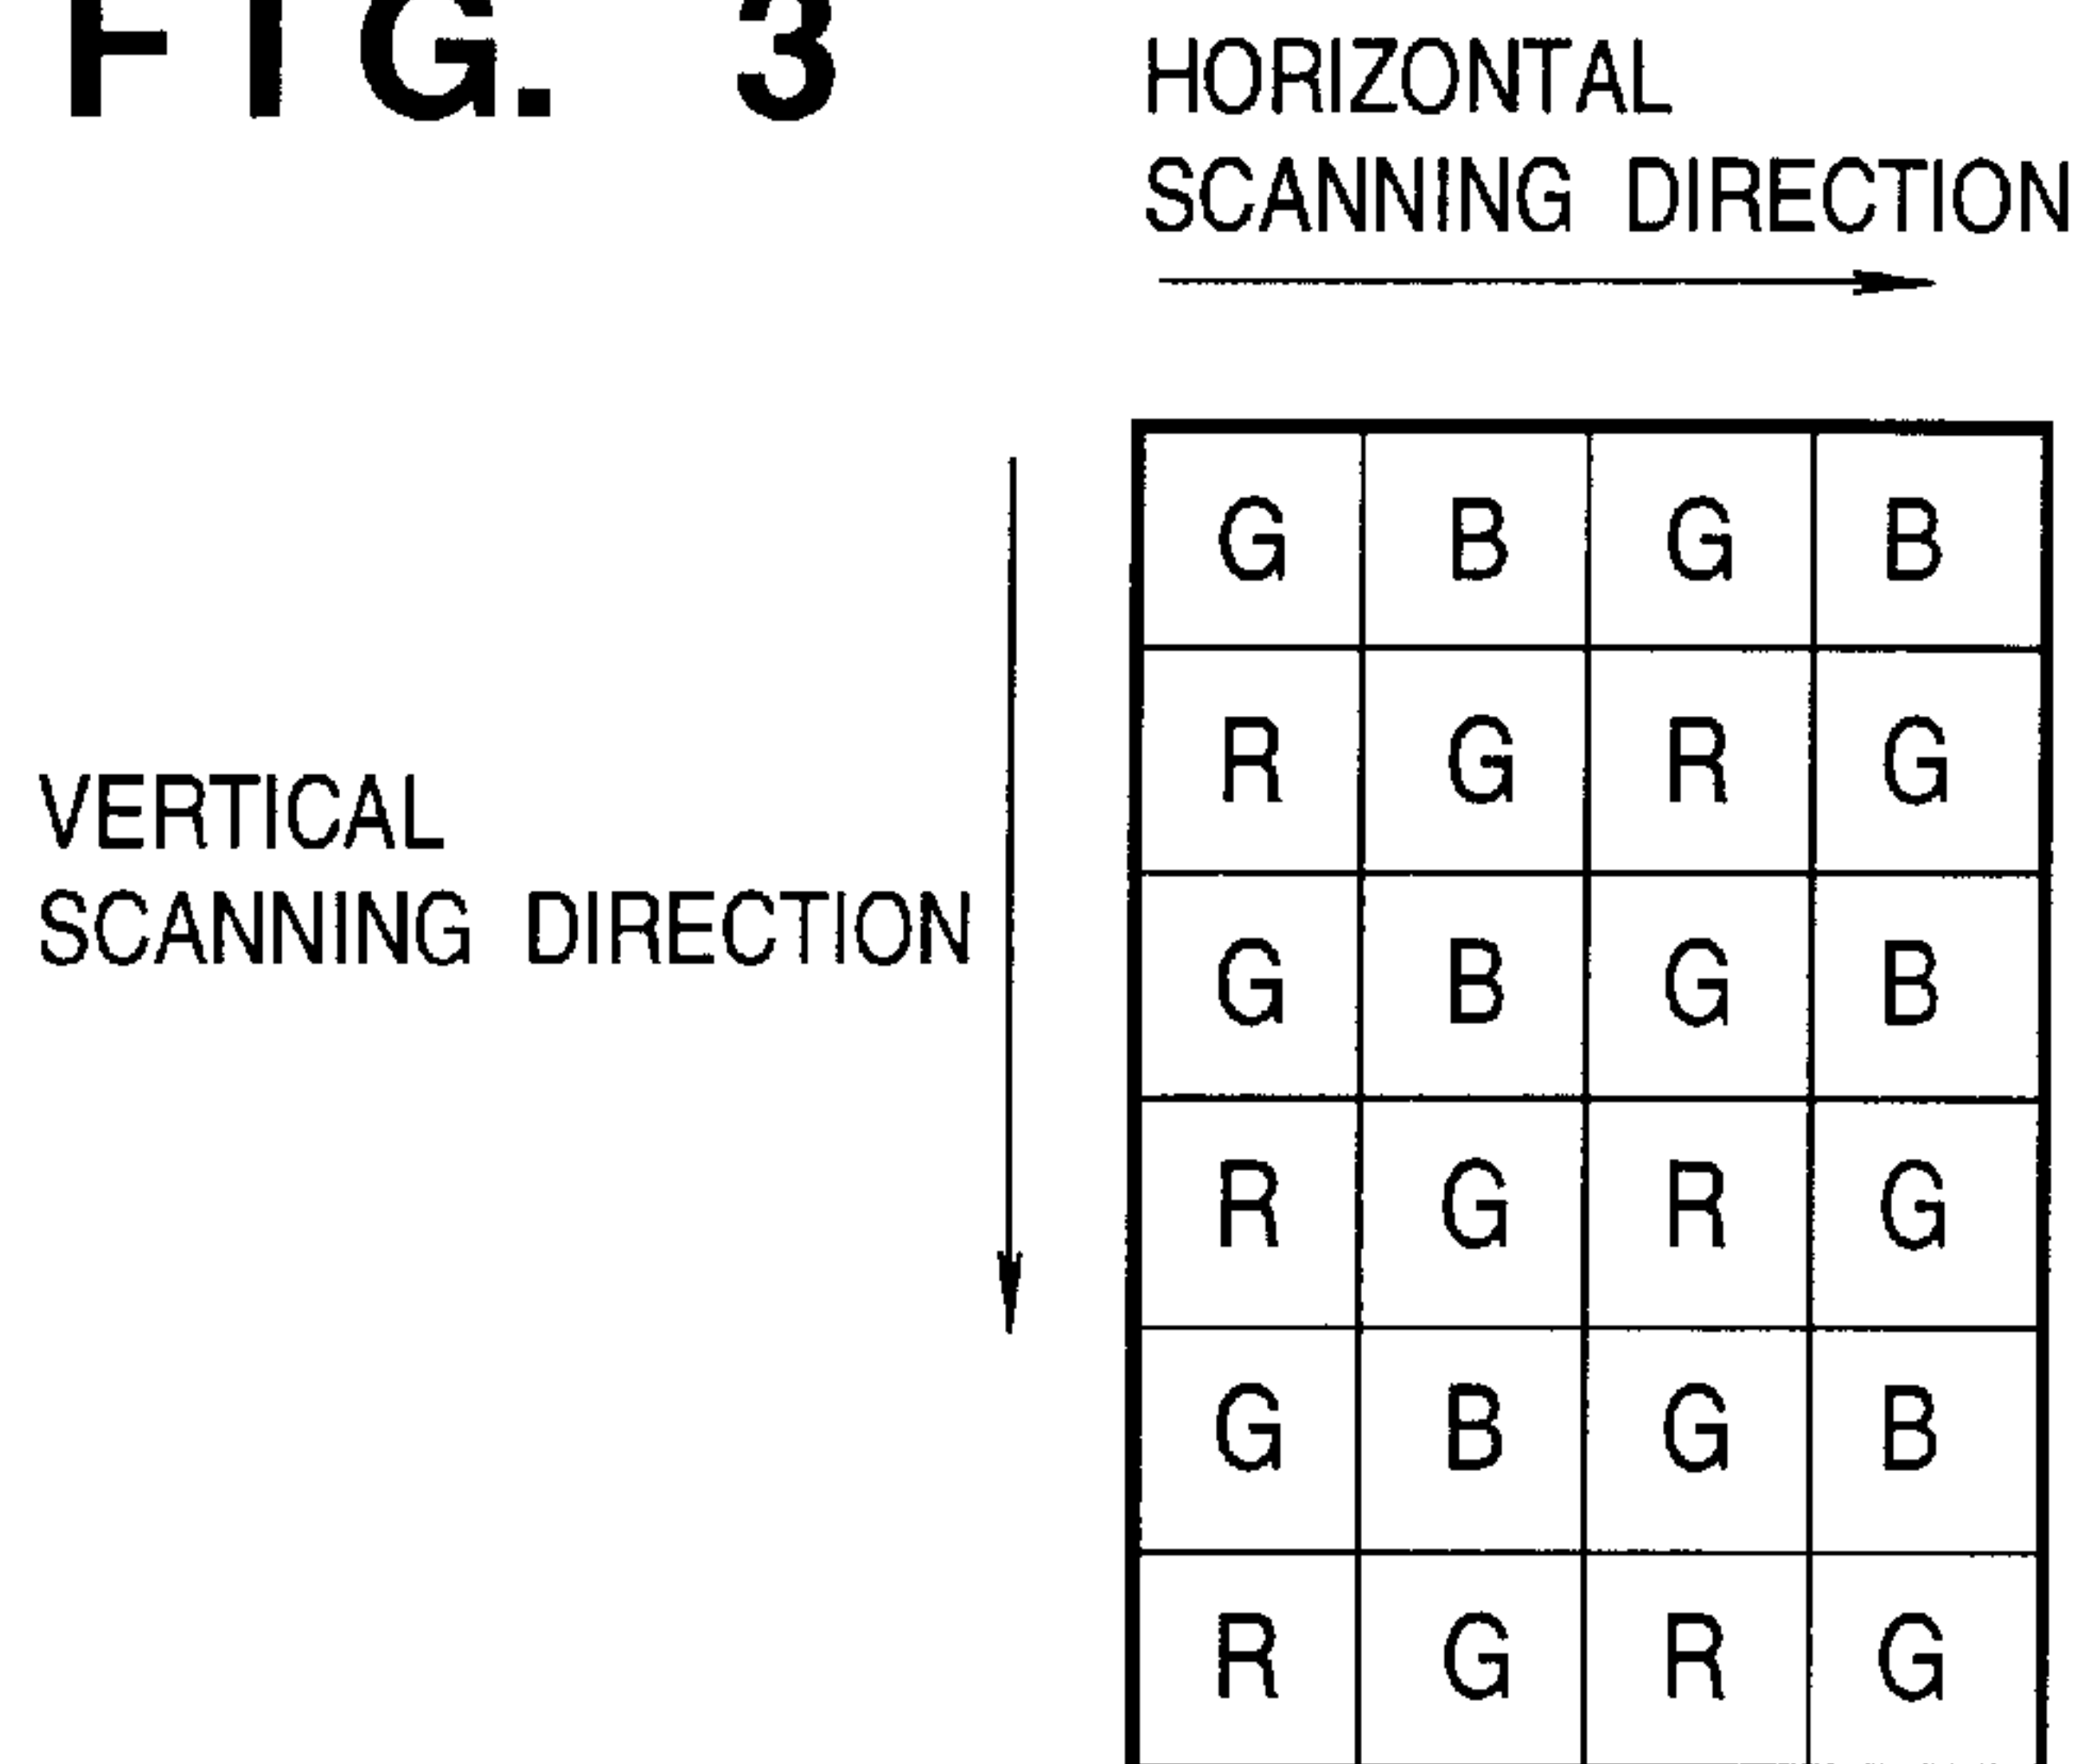 FIG. 3
HORIZONTAL
SCANNING DIRECTION
VERTICAL
SCANNING DIRECTION
G B G B
R G R G
G B G B
R G R G
G B G B
R G R G